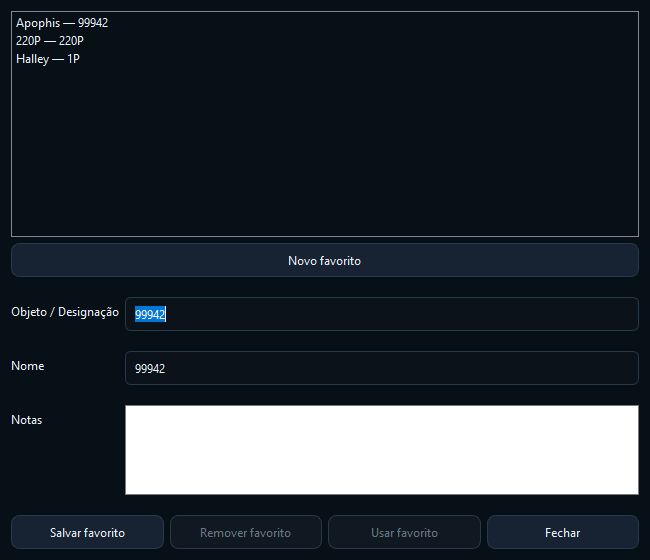 Apophis — 99942
220P — 220P
Halley — 1P
Novo favorito
Objeto / Designação 99942
Nome 99942
Notas
Salvar favorito Remover favorito Usar favorito Fechar